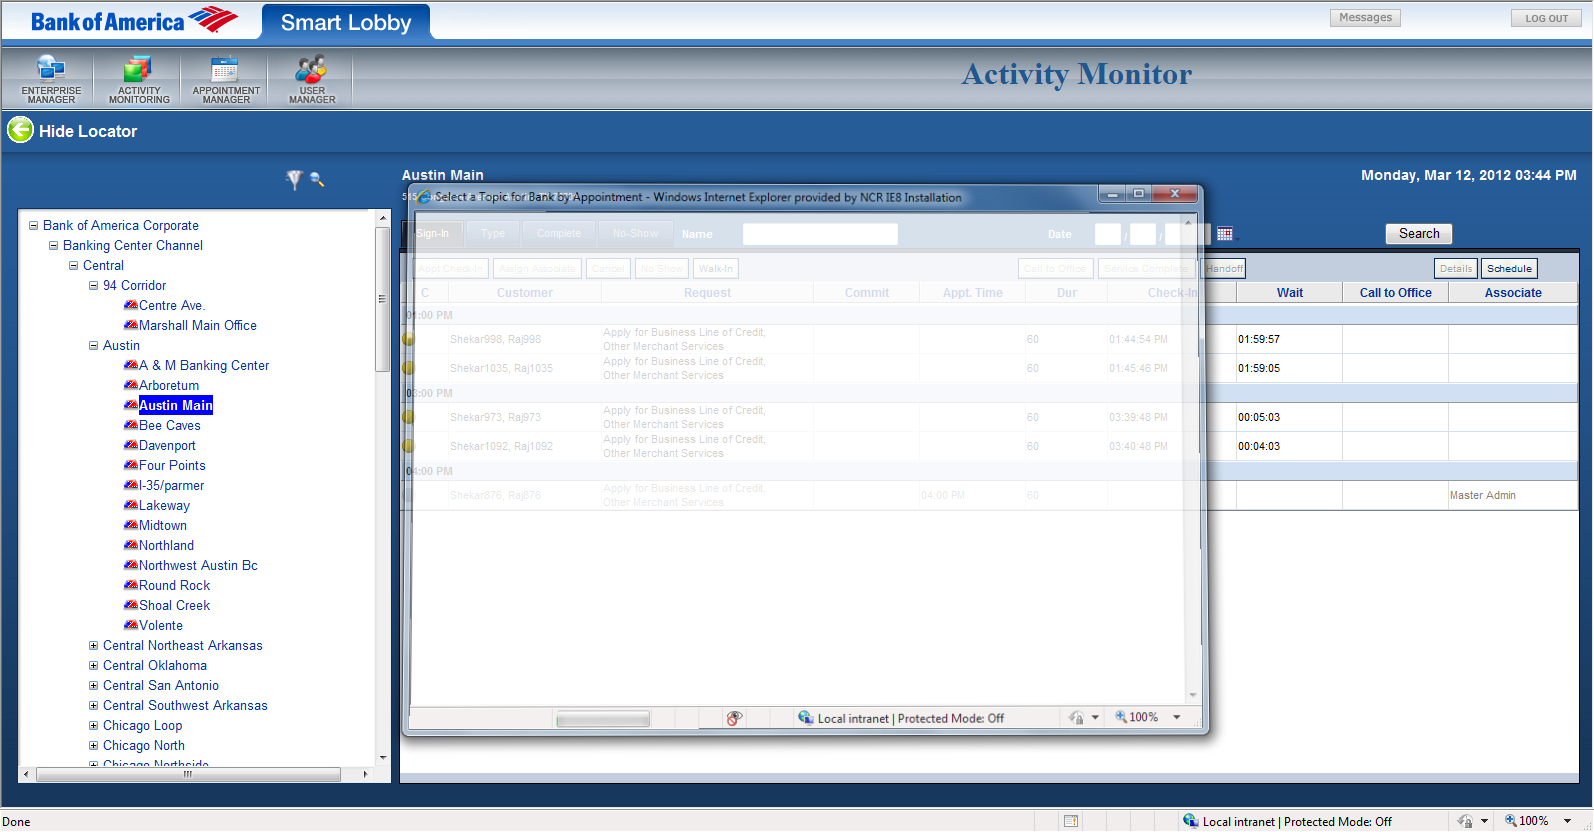 Bank of America Smart Lobby Messages LOG OUT
ENTERPRISE MANAGER ACTIVITY MONITORING APPOINTMENT MANAGER USER MANAGER Activity Monitor
Hide Locator
Austin Main Monday, Mar 12, 2012 03:44 PM
Select a Topic for Bank by Appointment - Windows Internet Explorer provided by NCR IE8 Installation
Bank of America Corporate
Banking Center Channel
Central
94 Corridor
Centre Ave.
Marshall Main Office
Austin
A & M Banking Center
Arboretum
Austin Main
Bee Caves
Davenport
Four Points
I-35/parmer
Lakeway
Midtown
Northland
Northwest Austin Bc
Round Rock
Shoal Creek
Volente
Central Northeast Arkansas
Central Oklahoma
Central San Antonio
Central Southwest Arkansas
Chicago Loop
Chicago North
Chicago Northside
Sign-In Type Complete No-Show Name Date / / Search
Appt Check-In Assign Associate Cancel No Show Walk-In Call to Office Service Complete Handoff Details Schedule
C Customer Request Commit Appt. Time Dur Check-In Wait Call to Office Associate
01:00 PM
Shekar998, Raj998 Apply for Business Line of Credit, Other Merchant Services 60 01:44:54 PM 01:59:57
Shekar1035, Raj1035 Apply for Business Line of Credit, Other Merchant Services 60 01:45:46 PM 01:59:05
03:00 PM
Shekar973, Raj973 Apply for Business Line of Credit, Other Merchant Services 60 03:39:48 PM 00:05:03
Shekar1092, Raj1092 Apply for Business Line of Credit, Other Merchant Services 60 03:40:48 PM 00:04:03
04:00 PM
Shekar876, Raj876 Apply for Business Line of Credit, Other Merchant Services 04:00 PM 60 Master Admin
Local intranet | Protected Mode: Off 100%
Done Local intranet | Protected Mode: Off 100%